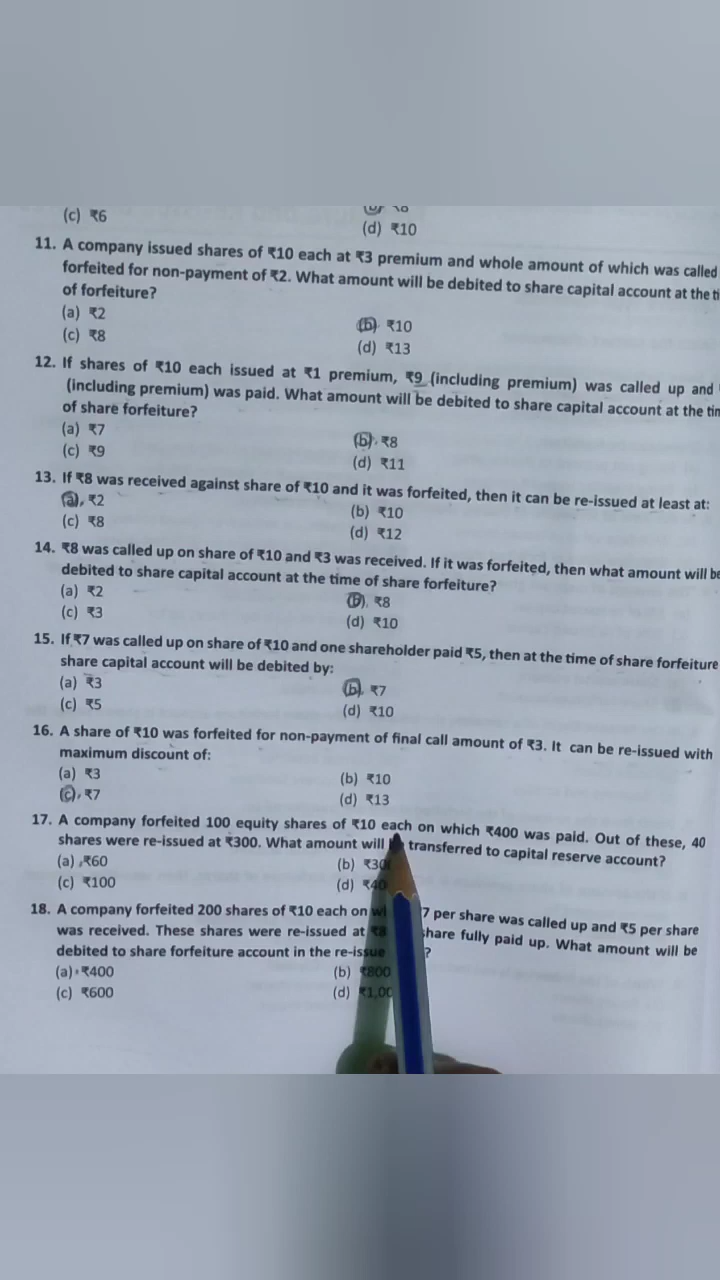 (c) ₹6
(d) ₹10
11. A company issued shares of ₹10 each at ₹3 premium and whole amount of which was called
forfeited for non-payment of ₹2. What amount will be debited to share capital account at the
of forfeiture?
(a) ₹2
(b) ₹10
(c) ₹8
(d) ₹13
12. If shares of ₹10 each issued at ₹1 premium, ₹9 (including premium) was called up and
(including premium) was paid. What amount will be debited to share capital account at the
of share forfeiture?
(a) ₹7
(b) ₹8
(c) ₹9
(d) ₹11
13. If ₹8 was received against share of ₹10 and it was forfeited, then it can be re-issued at least at:
(a) ₹2
(b) ₹10
(c) ₹8
(d) ₹12
14. ₹8 was called up on share of ₹10 and ₹3 was received. If it was forfeited, then what amount will be
debited to share capital account at the time of share forfeiture?
(a) ₹2
(b) ₹8
(c) ₹3
(d) ₹10
15. If ₹7 was called up on share of ₹10 and one shareholder paid ₹5, then at the time of share forfeiture
share capital account will be debited by:
(a) ₹3
(b) ₹7
(c) ₹5
(d) ₹10
16. A share of ₹10 was forfeited for non-payment of final call amount of ₹3. It can be re-issued with
maximum discount of:
(a) ₹3
(b) ₹10
(c) ₹7
(d) ₹13
17. A company forfeited 100 equity shares of ₹10 each on which ₹400 was paid. Out of these, 40
shares were re-issued at ₹300. What amount will transferred to capital reserve account?
(a) ₹60
(b)
(c) ₹100
(d)
18. A company forfeited 200 shares of ₹10 each on 7 per share was called up and ₹5 per share
was received. These shares were re-issued at share fully paid up. What amount will be
debited to share forfeiture account in the re-issue ?
(a) ₹400
(b) ₹800
(c) ₹600
(d)